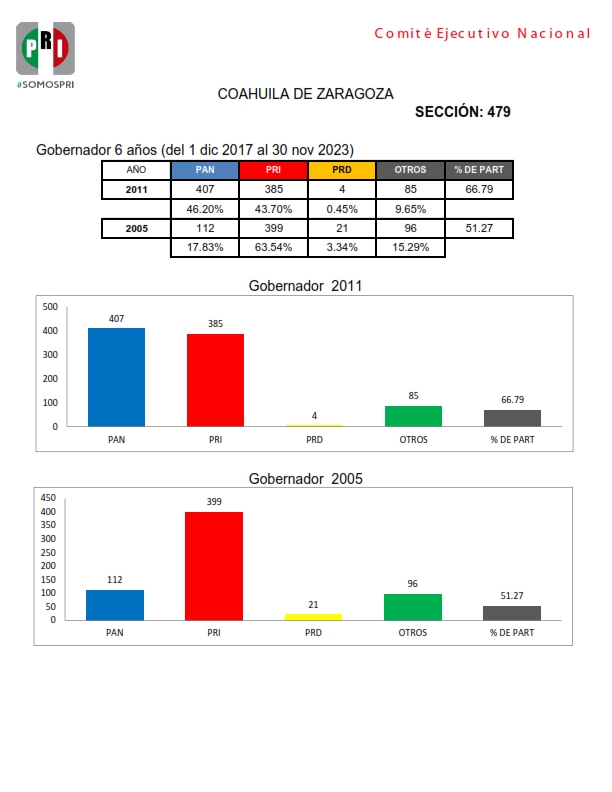 PRI
#SOMOSPRI
Comité Ejecutivo Nacional
COAHUILA DE ZARAGOZA
SECCIÓN: 479
Gobernador 6 años (del 1 dic 2017 al 30 nov 2023)
AÑO PAN PRI PRD OTROS % DE PART
2011 407 385 4 85 66.79
46.20% 43.70% 0.45% 9.65%
2005 112 399 21 96 51.27
17.83% 63.54% 3.34% 15.29%
Gobernador 2011
500
400
300
200
100
0
407 385 4 85 66.79
PAN PRI PRD OTROS % DE PART
Gobernador 2005
450
400
350
300
250
200
150
100
50
0
112 399 21 96 51.27
PAN PRI PRD OTROS % DE PART